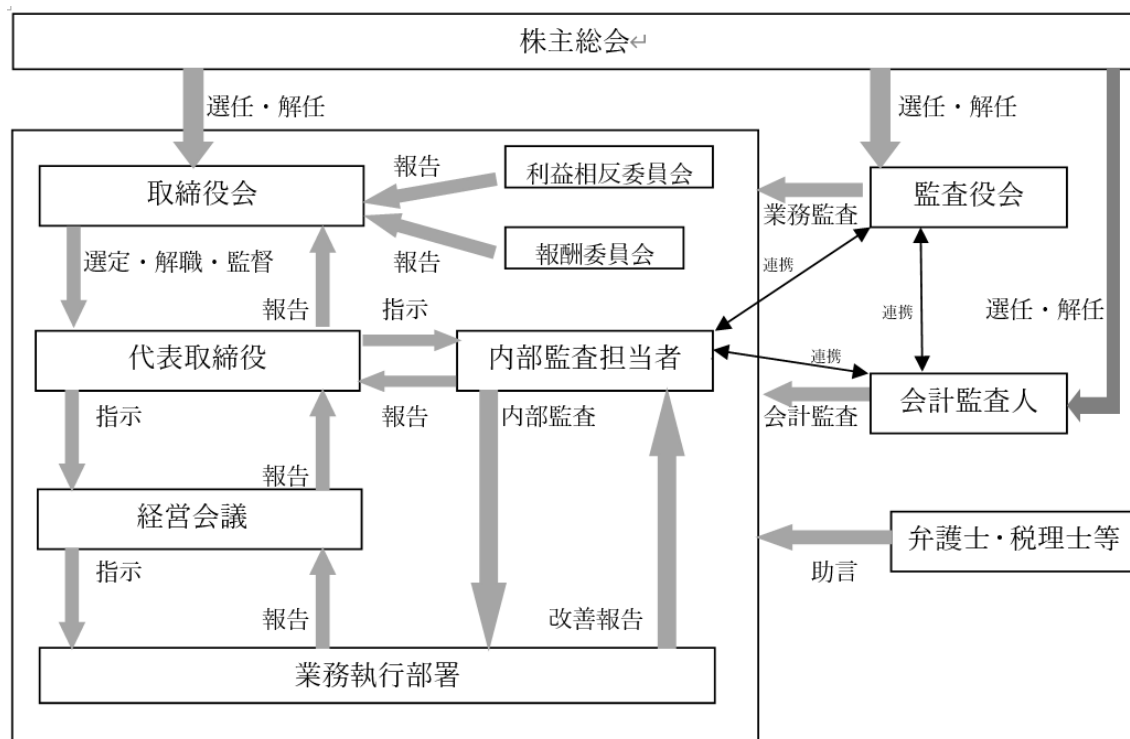 株主総会↵
選任・解任
選任・解任
取締役会
報告
利益相反委員会
監査役会
業務監査
選定・解職・監督
報告
報酬委員会
連携
報告
指示
連携
選任・解任
代表取締役
内部監査担当者
連携
会計監査人
指示
報告
内部監査
会計監査
報告
経営会議
弁護士・税理士等
指示
報告
改善報告
助言
業務執行部署